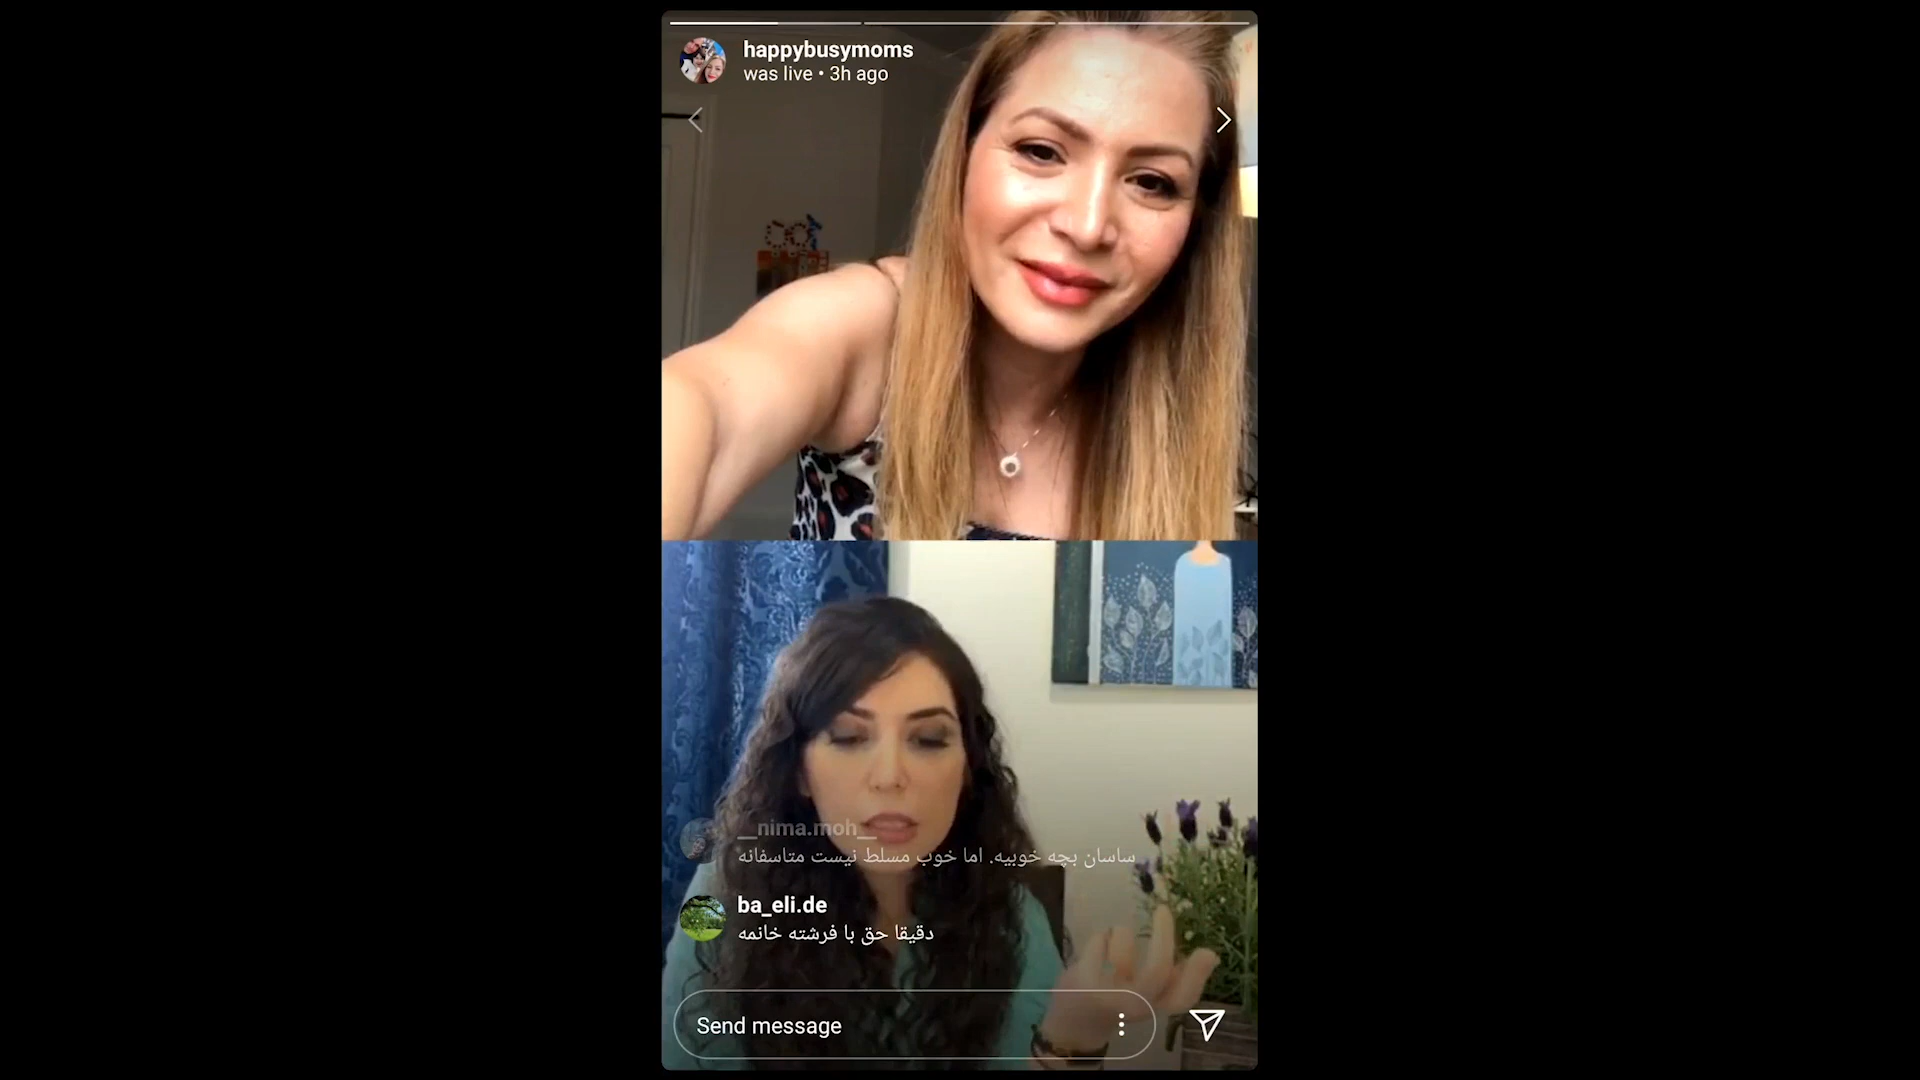 happybusymoms
was live • 3h ago
__nima.moh__
ساسان بچه خوبیه. اما خوب مسلط نیست متاسفانه
ba_eli.de
دقیقا حق با فرشته خانمه
Send message